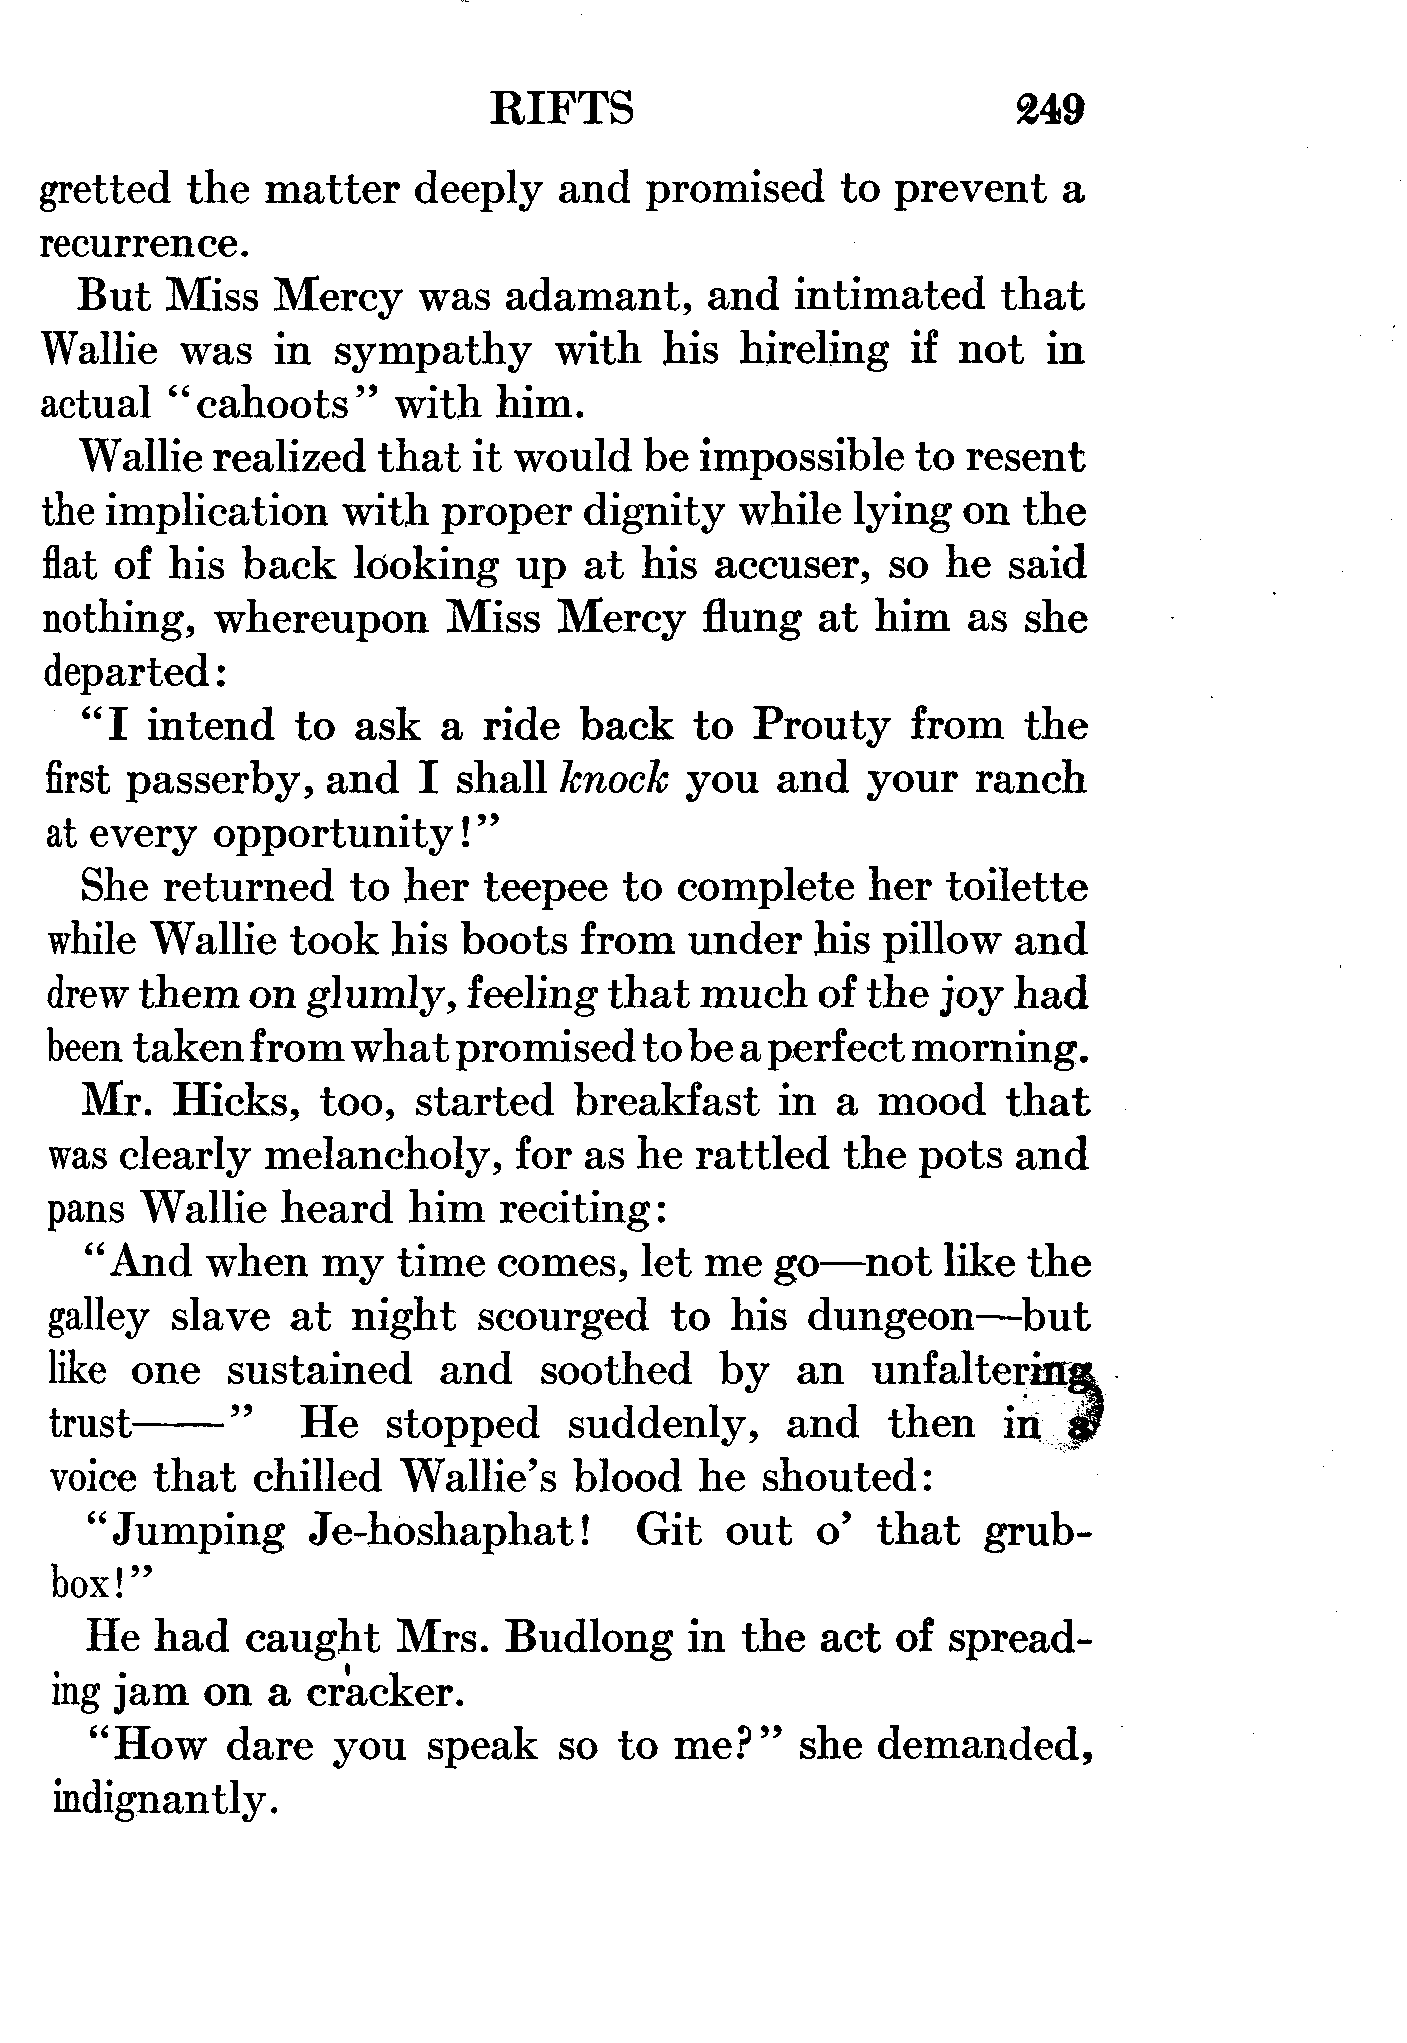 RIFTS 249
gretted the matter deeply and promised to prevent a
recurrence.
But Miss Mercy was adamant, and intimated that
Wallie was in sympathy with his hireling if not in
actual “cahoots” with him.
Wallie realized that it would be impossible to resent
the implication with proper dignity while lying on the
flat of his back looking up at his accuser, so he said
nothing, whereupon Miss Mercy flung at him as she
departed:
“I intend to ask a ride back to Prouty from the
first passerby, and I shall knock you and your ranch
at every opportunity!”
She returned to her teepee to complete her toilette
while Wallie took his boots from under his pillow and
drew them on glumly, feeling that much of the joy had
been taken from what promised to be a perfect morning.
Mr. Hicks, too, started breakfast in a mood that
was clearly melancholy, for as he rattled the pots and
pans Wallie heard him reciting:
“And when my time comes, let me go—not like the
galley slave at night scourged to his dungeon—but
like one sustained and soothed by an unfaltering
trust——” He stopped suddenly, and then in a
voice that chilled Wallie’s blood he shouted:
“Jumping Je-hoshaphat! Git out o’ that grub-
box!”
He had caught Mrs. Budlong in the act of spread-
ing jam on a cracker.
“How dare you speak so to me?” she demanded,
indignantly.